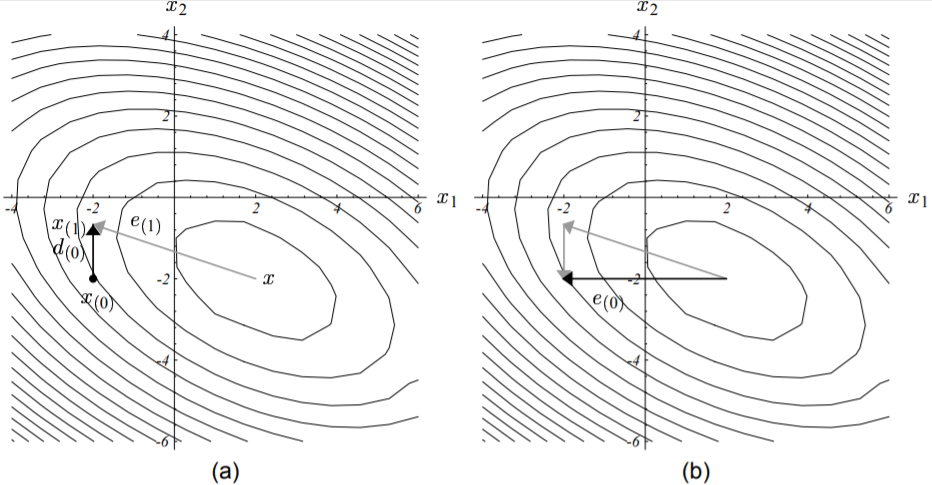 x2 x2
4 4
2 2
-4 -2 2 4 6 x1 -4 -2 2 4 6 x1
x(1) e(1)
d(0)
-2 x -2
x(0) e(0)
-4 -4
-6 -6
(a) (b)